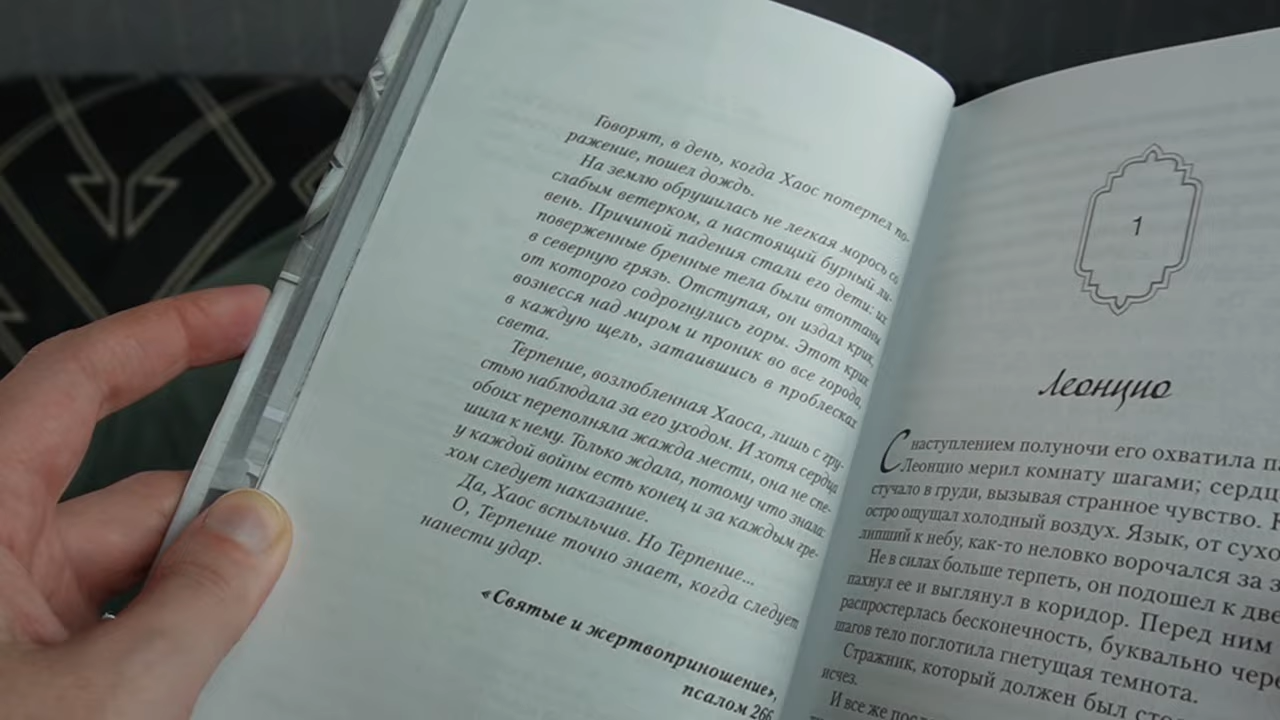 Говорят, в день, когда Хаос потерпел по-
ражение, пошел дождь.
На землю обрушилась не легкая морось со
слабым ветерком, а настоящий бурный ли-
вень. Причиной падения стали его дети: их
поверженные бренные тела были втоптаны
в северную грязь. Отступая, он издал крик,
от которого содрогнулись горы. Этот крик
вознесся над миром и проник во все города,
в каждую щель, затаившись в проблесках
света.
Терпение, возлюбленная Хаоса, лишь с гру-
стью наблюдала за его уходом. И хотя сердца
обоих переполняла жажда мести, она не спе-
шила к нему. Только ждала, потому что знала:
у каждой войны есть конец и за каждым гре-
хом следует наказание.
Да, Хаос вспыльчив. Но Терпение...
О, Терпение точно знает, когда следует
нанести удар.
«Святые и жертвоприношение»,
псалом 266
1
Леонцио
С наступлением полуночи его охватила
Леонцио мерил комнату шагами; сердц
стучало в груди, вызывая странное чувство.
остро ощущал холодный воздух. Язык, от сухо
липший к небу, как-то неловко ворочался за з
Не в силах больше терпеть, он подошел к две
пахнул ее и выглянул в коридор. Перед ним
распростерлась бесконечность, буквально чере
шагов тело поглотила гнетущая темнота.
Стражник, который должен был сто
исчез.
И все же посл